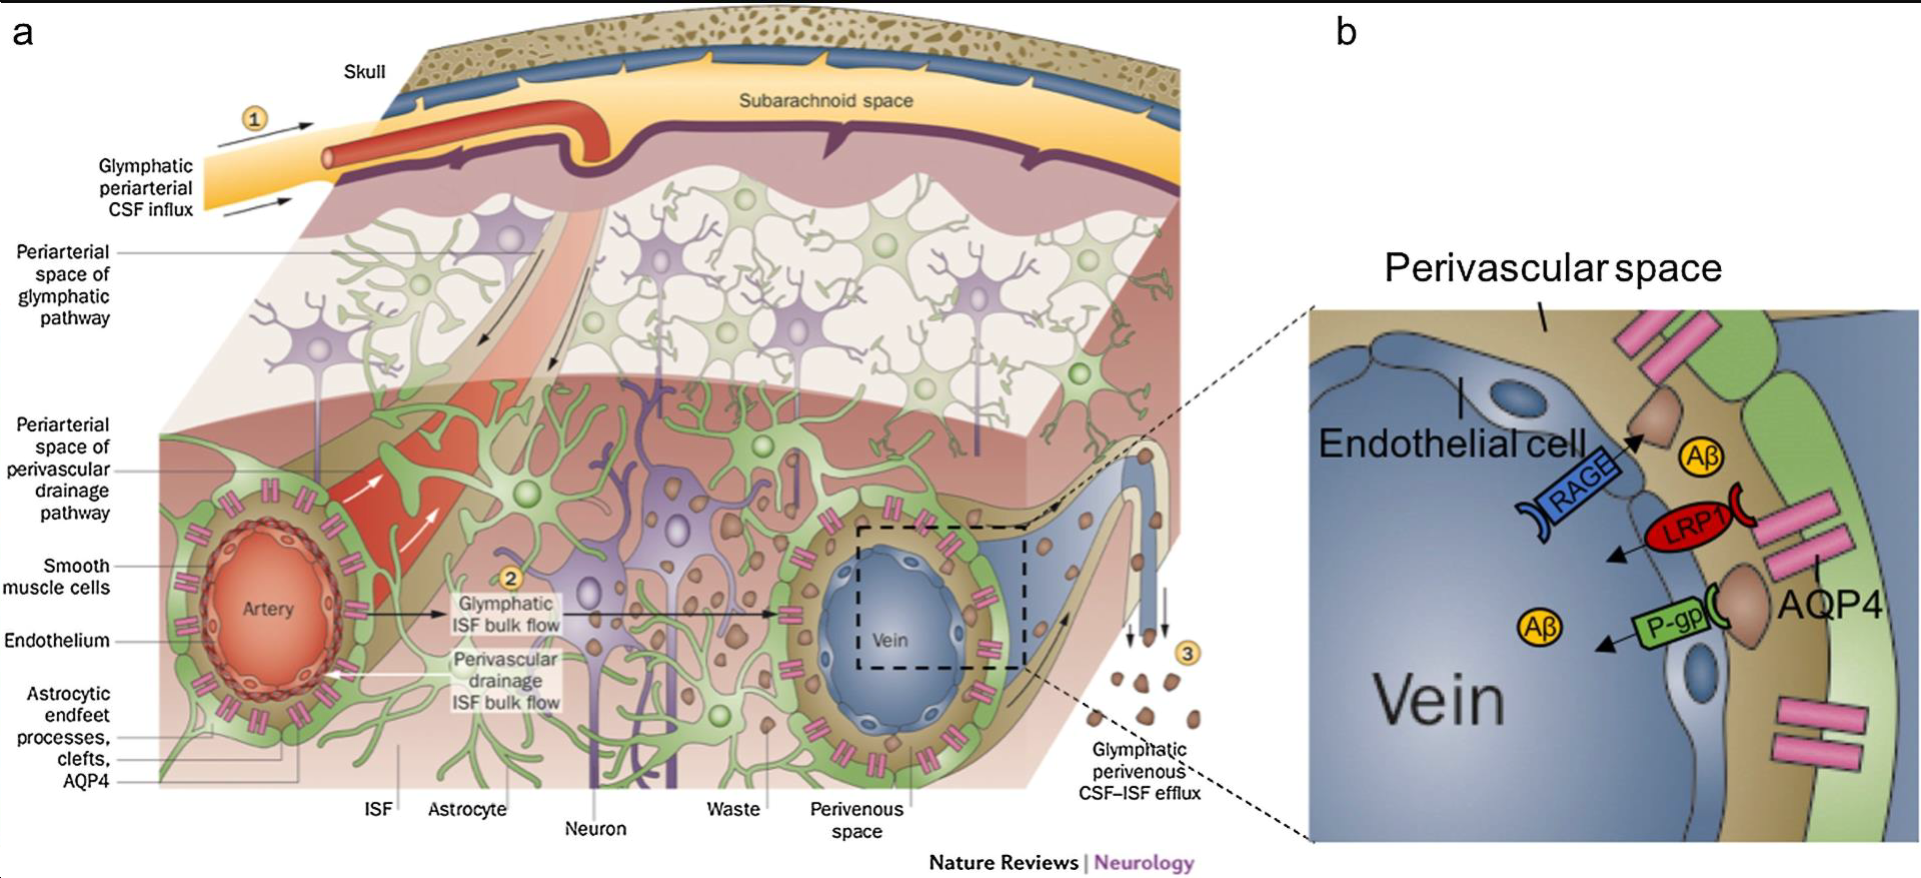 a
b
Skull
Subarachnoid space
1
Glymphatic
periarterial
CSF influx
Periarterial
space of
glymphatic
pathway
Periarterial
space of
perivascular
drainage
pathway
Smooth
muscle cells
Endothelium
Astrocytic
endfeet
processes,
clefts,
AQP4
Artery
2
Glymphatic
ISF bulk flow
Perivascular
drainage
ISF bulk flow
Vein
3
Glymphatic
perivenous
CSF–ISF efflux
ISF
Astrocyte
Neuron
Waste
Perivenous
space
Nature Reviews | Neurology
Perivascular space
Endothelial cell
RAGE
Aβ
LRP1
AQP4
P-gp
Aβ
Vein